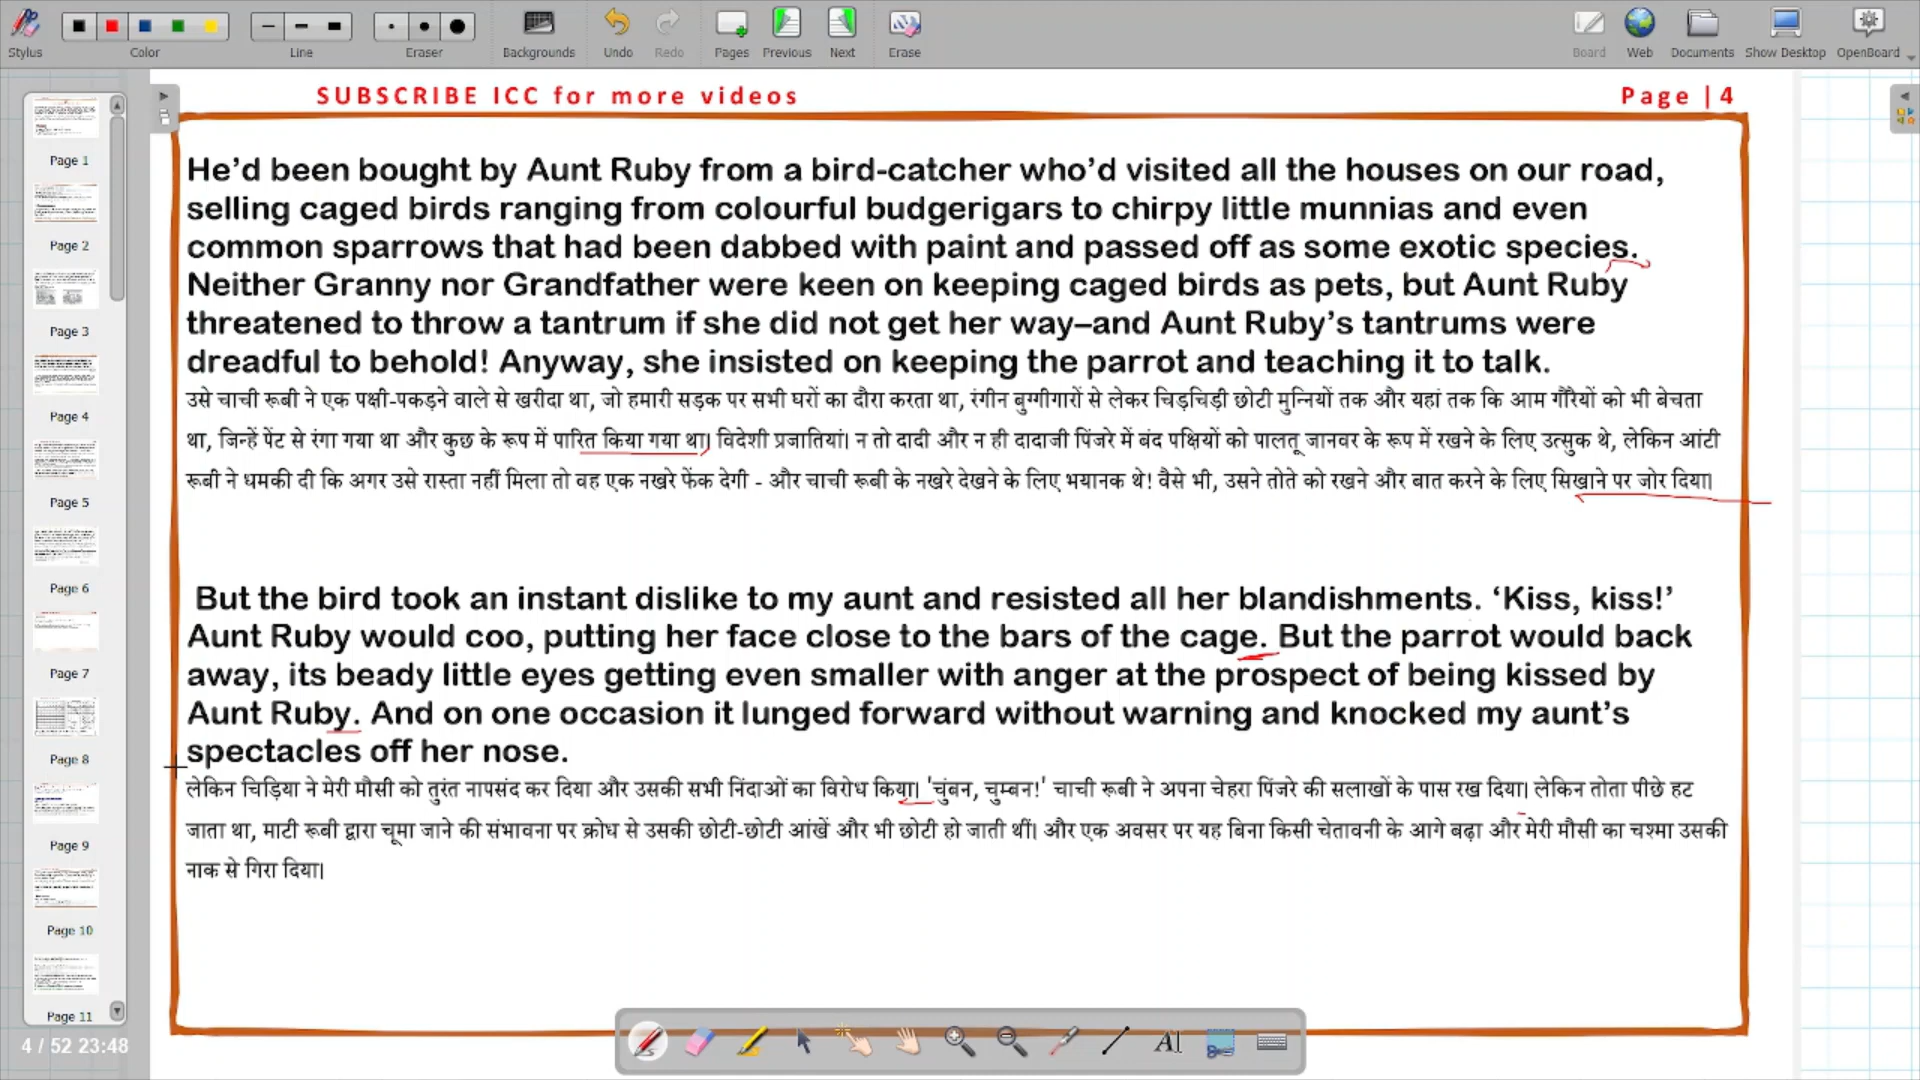 Stylus
Color
Line
Eraser
Backgrounds
Undo
Redo
Pages
Previous
Next
Erase
Board
Web
Documents
Show Desktop
OpenBoard
SUBSCRIBE ICC for more videos
Page | 4
He’d been bought by Aunt Ruby from a bird-catcher who’d visited all the houses on our road,
selling caged birds ranging from colourful budgerigars to chirpy little munnias and even
common sparrows that had been dabbed with paint and passed off as some exotic species.
Neither Granny nor Grandfather were keen on keeping caged birds as pets, but Aunt Ruby
threatened to throw a tantrum if she did not get her way–and Aunt Ruby’s tantrums were
dreadful to behold! Anyway, she insisted on keeping the parrot and teaching it to talk.
उसे चाची रूबी ने एक पक्षी-पकड़ने वाले से खरीदा था, जो हमारी सड़क पर सभी घरों का दौरा करता था, रंगीन बुग्गीगारों से लेकर चिड़चिड़ी छोटी मुन्नियों तक और यहां तक कि आम गौरैयों को भी बेचता
था, जिन्हें पेंट से रंगा गया था और कुछ के रूप में पारित किया गया था। विदेशी प्रजातियां। न तो दादी और न ही दादाजी पिंजरे में बंद पक्षियों को पालतू जानवर के रूप में रखने के लिए उत्सुक थे, लेकिन आंटी
रूबी ने धमकी दी कि अगर उसे रास्ता नहीं मिला तो वह एक नखरे फेंक देगी - और चाची रूबी के नखरे देखने के लिए भयानक थे! वैसे भी, उसने तोते को रखने और बात करने के लिए सिखाने पर जोर दिया।
But the bird took an instant dislike to my aunt and resisted all her blandishments. ‘Kiss, kiss!’
Aunt Ruby would coo, putting her face close to the bars of the cage. But the parrot would back
away, its beady little eyes getting even smaller with anger at the prospect of being kissed by
Aunt Ruby. And on one occasion it lunged forward without warning and knocked my aunt’s
spectacles off her nose.
लेकिन चिड़िया ने मेरी मौसी को तुरंत नापसंद कर दिया और उसकी सभी निंदाओं का विरोध किया। 'चुंबन, चुम्बन!' चाची रूबी ने अपना चेहरा पिंजरे की सलाखों के पास रख दिया। लेकिन तोता पीछे हट
जाता था, माटी रूबी द्वारा चूमा जाने की संभावना पर क्रोध से उसकी छोटी-छोटी आंखें और भी छोटी हो जाती थीं। और एक अवसर पर यह बिना किसी चेतावनी के आगे बढ़ा और मेरी मौसी का चश्मा उसकी
नाक से गिरा दिया।
Page 1
Page 2
Page 3
Page 4
Page 5
Page 6
Page 7
Page 8
Page 9
Page 10
Page 11
4 / 52 23:48